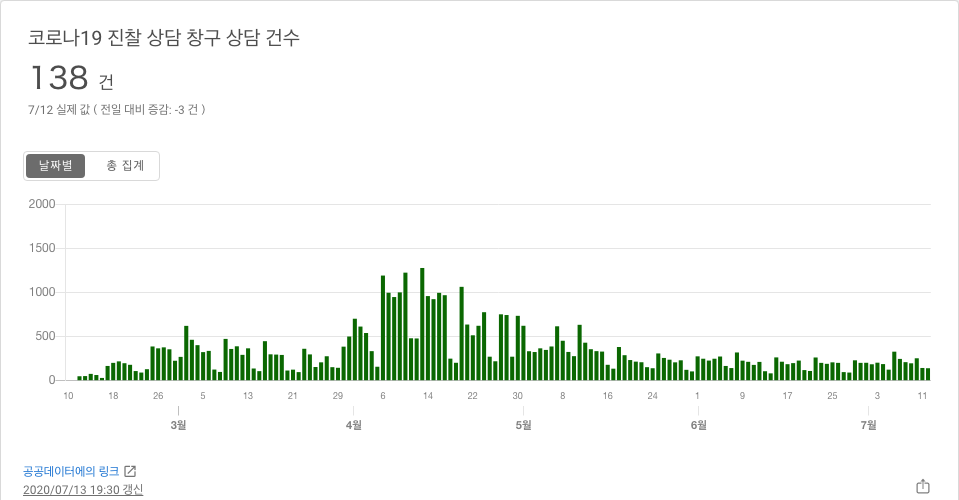 코로나19 진찰 상담 창구 상담 건수
138 건
7/12 실제 값 ( 전일 대비 증감: -3 건 )
날짜별 총 집계
2000
1500
1000
500
0
10 18 26 5 13 21 29 6 14 22 30 8 16 24 1 9 17 25 3 11
3월 4월 5월 6월 7월
공공데이터에의 링크
2020/07/13 19:30 갱신